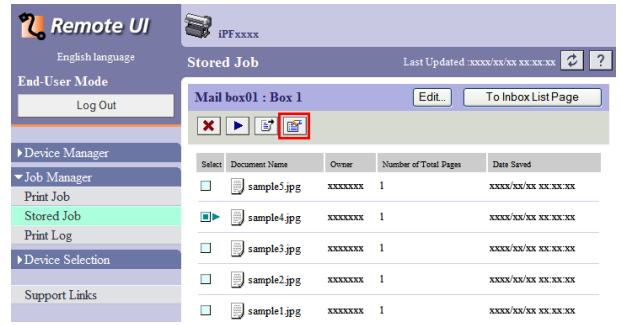 Remote UI
iPFxxxx
English language
Stored Job
Last Updated :xxxx/xx/xx xx:xx:xx
?
End-User Mode
Log Out
Mail box01 : Box 1
Edit...
To Inbox List Page
Device Manager
Job Manager
Print Job
Stored Job
Print Log
Device Selection
Support Links
Select Document Name Owner Number of Total Pages Date Saved
sample5.jpg xxxxxxx 1 xxxx/xx/xx xx:xx:xx
sample4.jpg xxxxxxx 1 xxxx/xx/xx xx:xx:xx
sample3.jpg xxxxxxx 1 xxxx/xx/xx xx:xx:xx
sample2.jpg xxxxxxx 1 xxxx/xx/xx xx:xx:xx
sample1.jpg xxxxxxx 1 xxxx/xx/xx xx:xx:xx